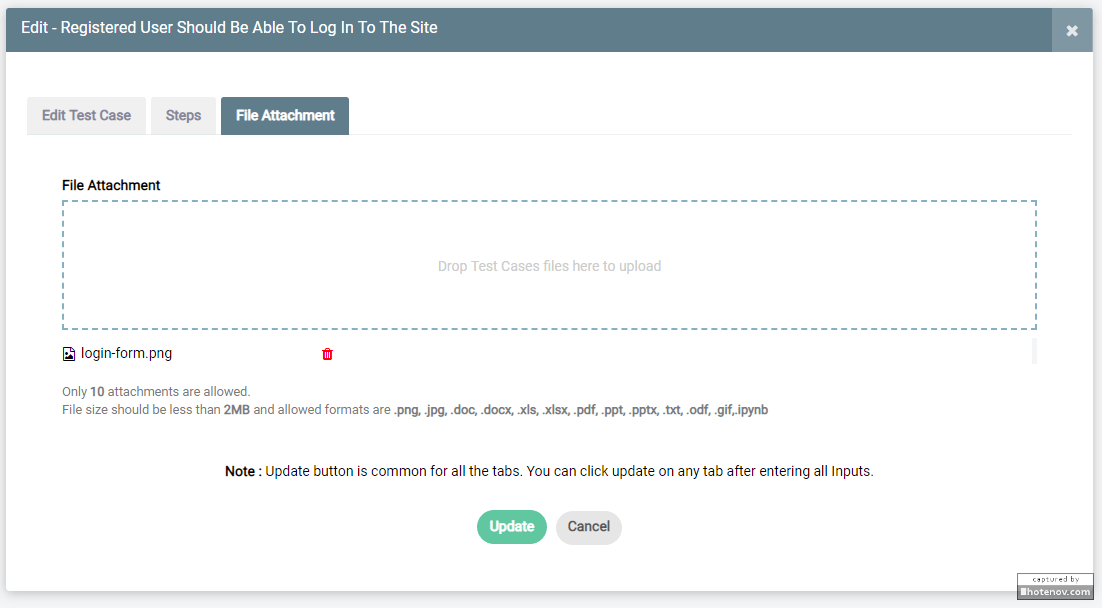 Edit - Registered User Should Be Able To Log In To The Site
Edit Test Case
Steps
File Attachment
File Attachment
Drop Test Cases files here to upload
login-form.png
Only 10 attachments are allowed.
File size should be less than 2MB and allowed formats are .png, .jpg, .doc, .docx, .xls, .xlsx, .pdf, .ppt, .pptx, .txt, .odf, .gif,.ipynb
Note : Update button is common for all the tabs. You can click update on any tab after entering all Inputs.
Update
Cancel
captured by
hotenov.com